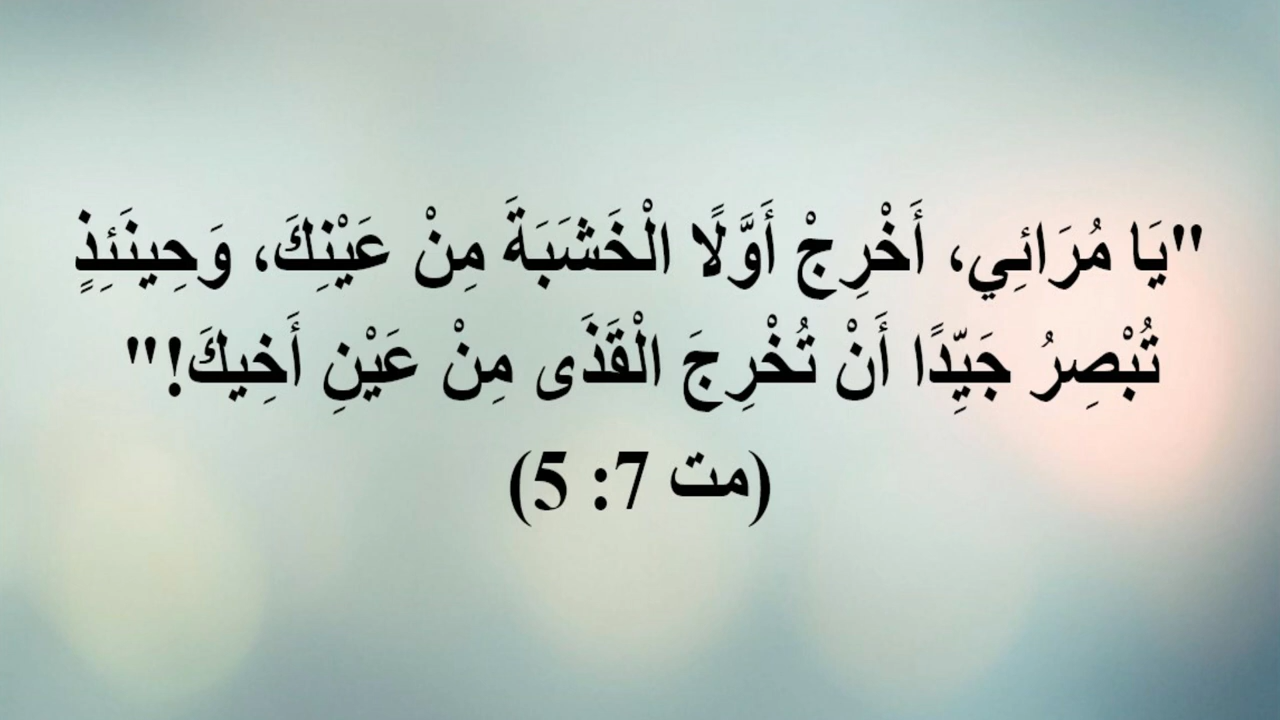 "يَا مُرَائِي، أَخْرِجْ أَوَّلًا الْخَشَبَةَ مِنْ عَيْنِكَ، وَحِينَئِذٍ
تُبْصِرُ جَيِّدًا أَنْ تُخْرِجَ الْقَذَى مِنْ عَيْنِ أَخِيكَ!"
(مت 7: 5)